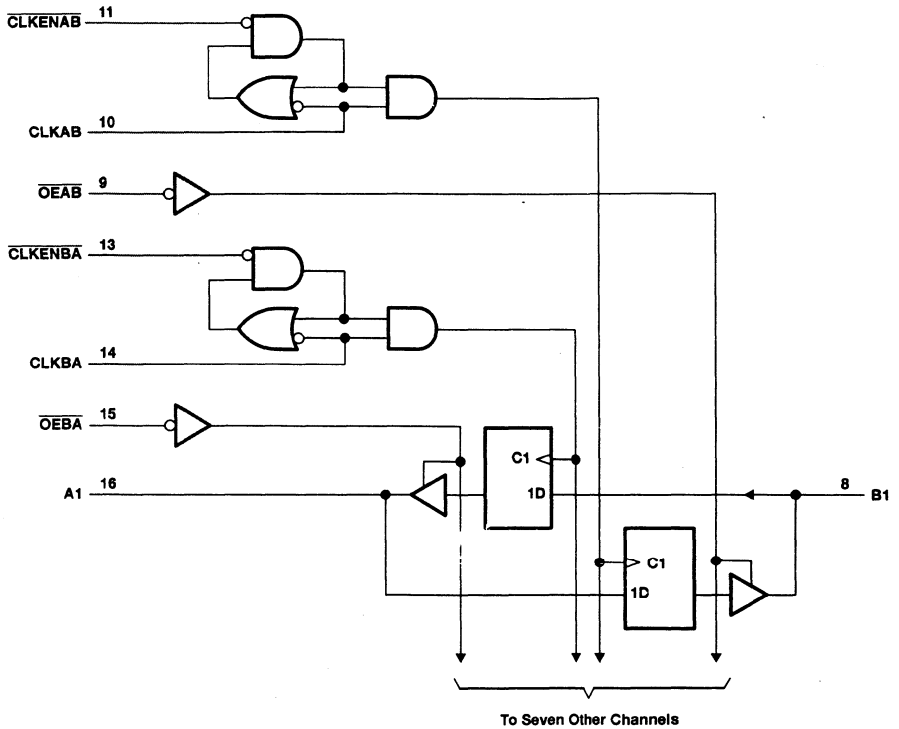 CLKENAB 11
CLKAB 10
OEAB 9
CLKENBA 13
CLKBA 14
OEBA 15
C1
A1 16 1D 8 B1
C1
1D
To Seven Other Channels